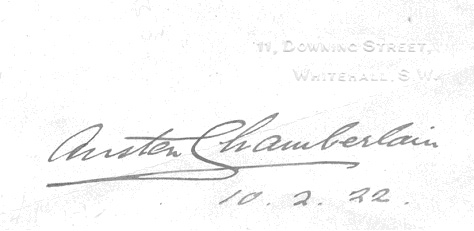 11, DOWNING STREET,
WHITEHALL. S.W.
Austen Chamberlain
10. 2. 22.